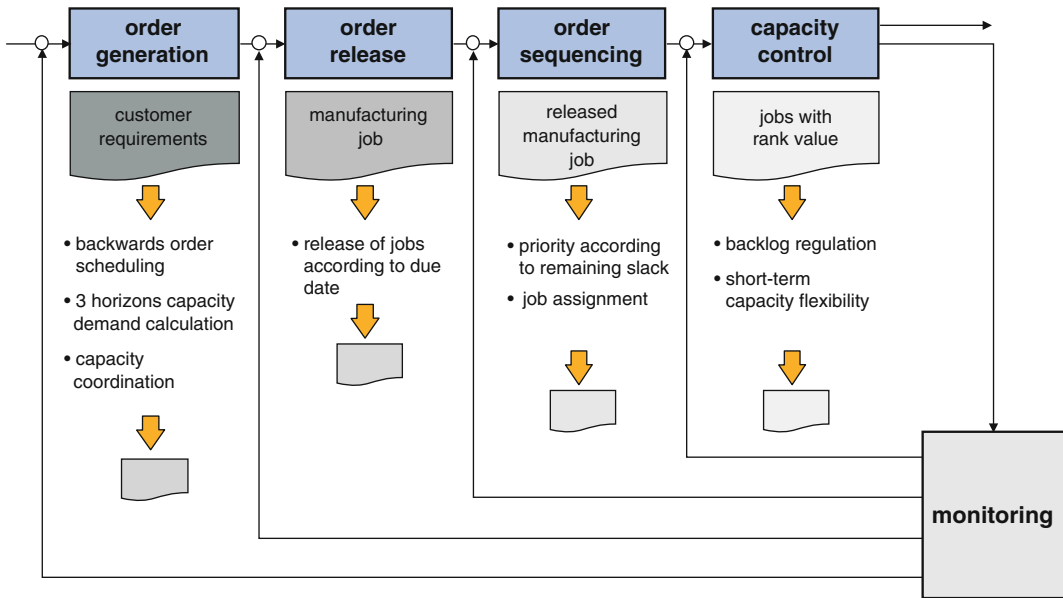 order
generation
order
release
order
sequencing
capacity
control
customer
requirements
manufacturing
job
released
manufacturing
job
jobs with
rank value
• backwards order
scheduling
• 3 horizons capacity
demand calculation
• capacity
coordination
• release of jobs
according to due
date
• priority according
to remaining slack
• job assignment
• backlog regulation
• short-term
capacity flexibility
monitoring